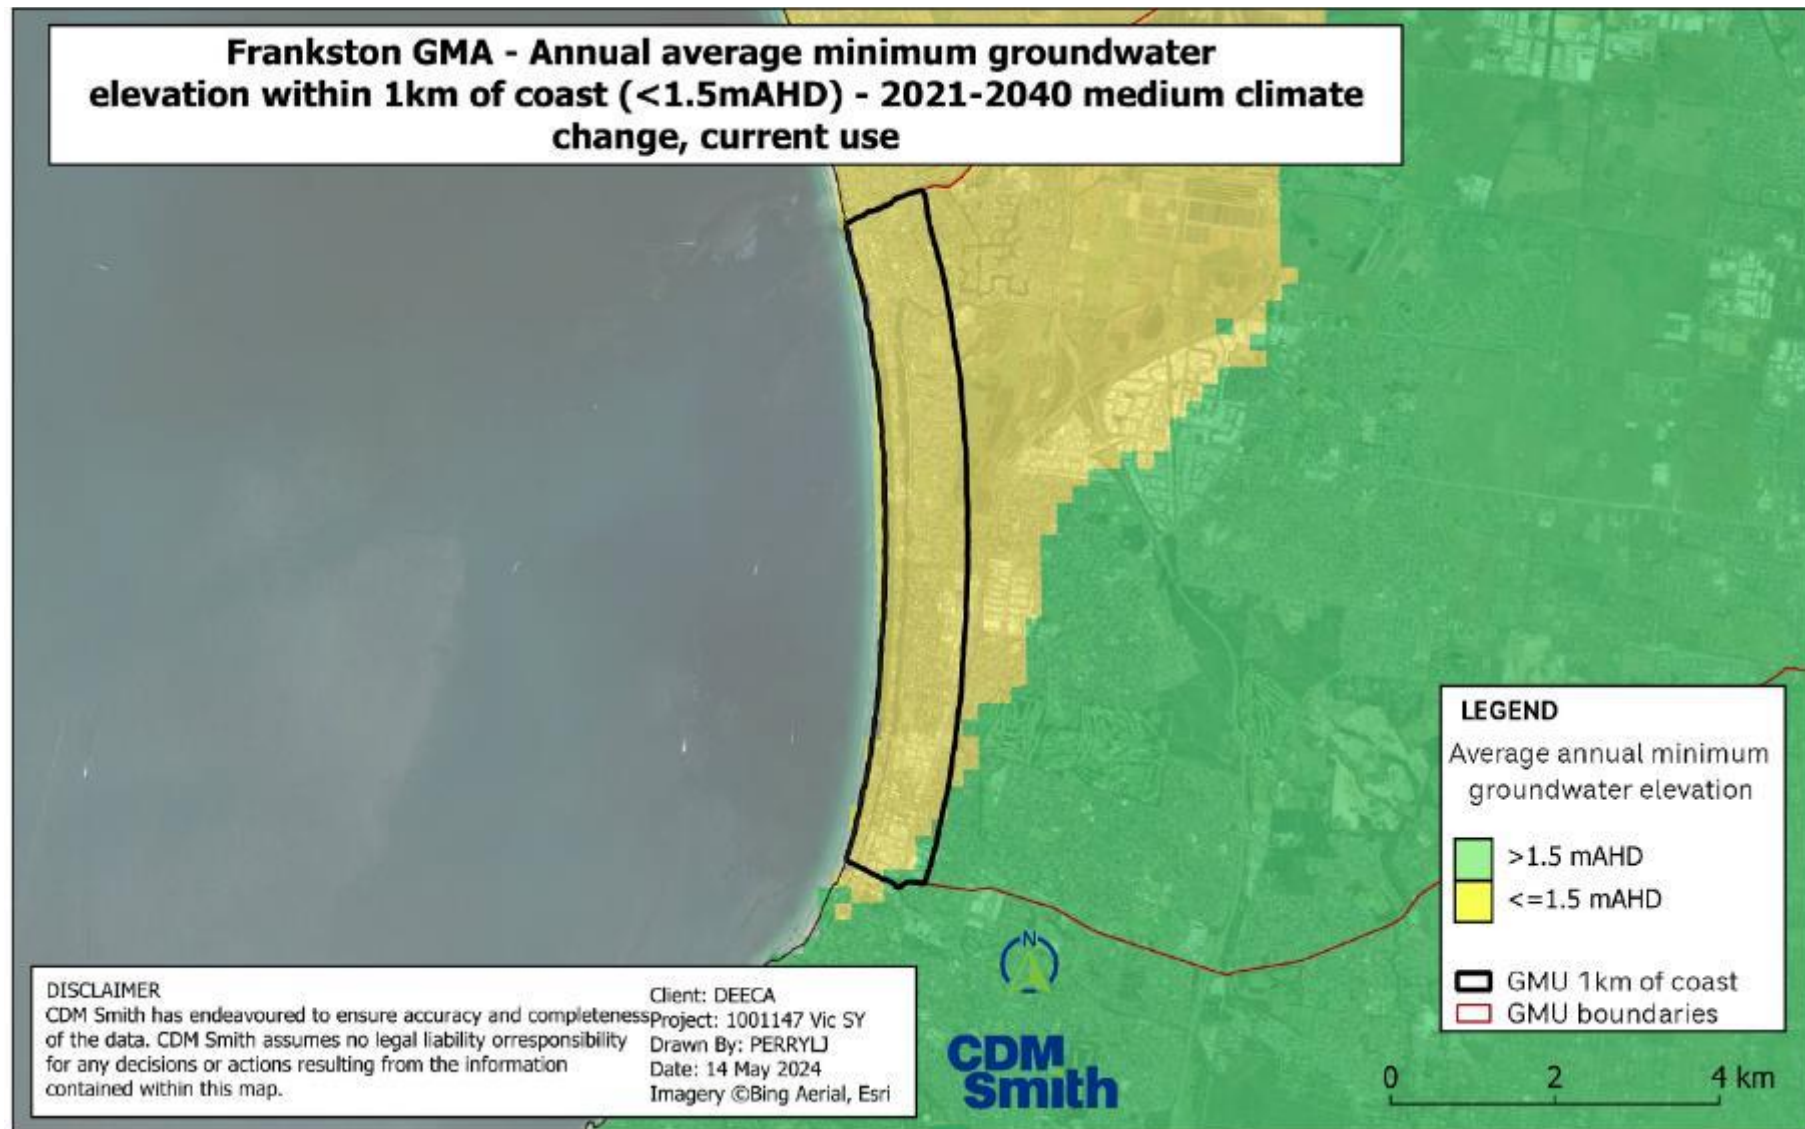 Frankston GMA - Annual average minimum groundwater
elevation within 1km of coast (<1.5mAHD) - 2021-2040 medium climate
change, current use
LEGEND
Average annual minimum
groundwater elevation
>1.5 mAHD
<=1.5 mAHD
GMU 1km of coast
GMU boundaries
DISCLAIMER
CDM Smith has endeavoured to ensure accuracy and completeness
of the data. CDM Smith assumes no legal liability orresponsibility
for any decisions or actions resulting from the information
contained within this map.
Client: DEECA
Project: 1001147 Vic SY
Drawn By: PERRYLJ
Date: 14 May 2024
Imagery ©Bing Aerial, Esri
N
CDM
Smith
0 2 4 km